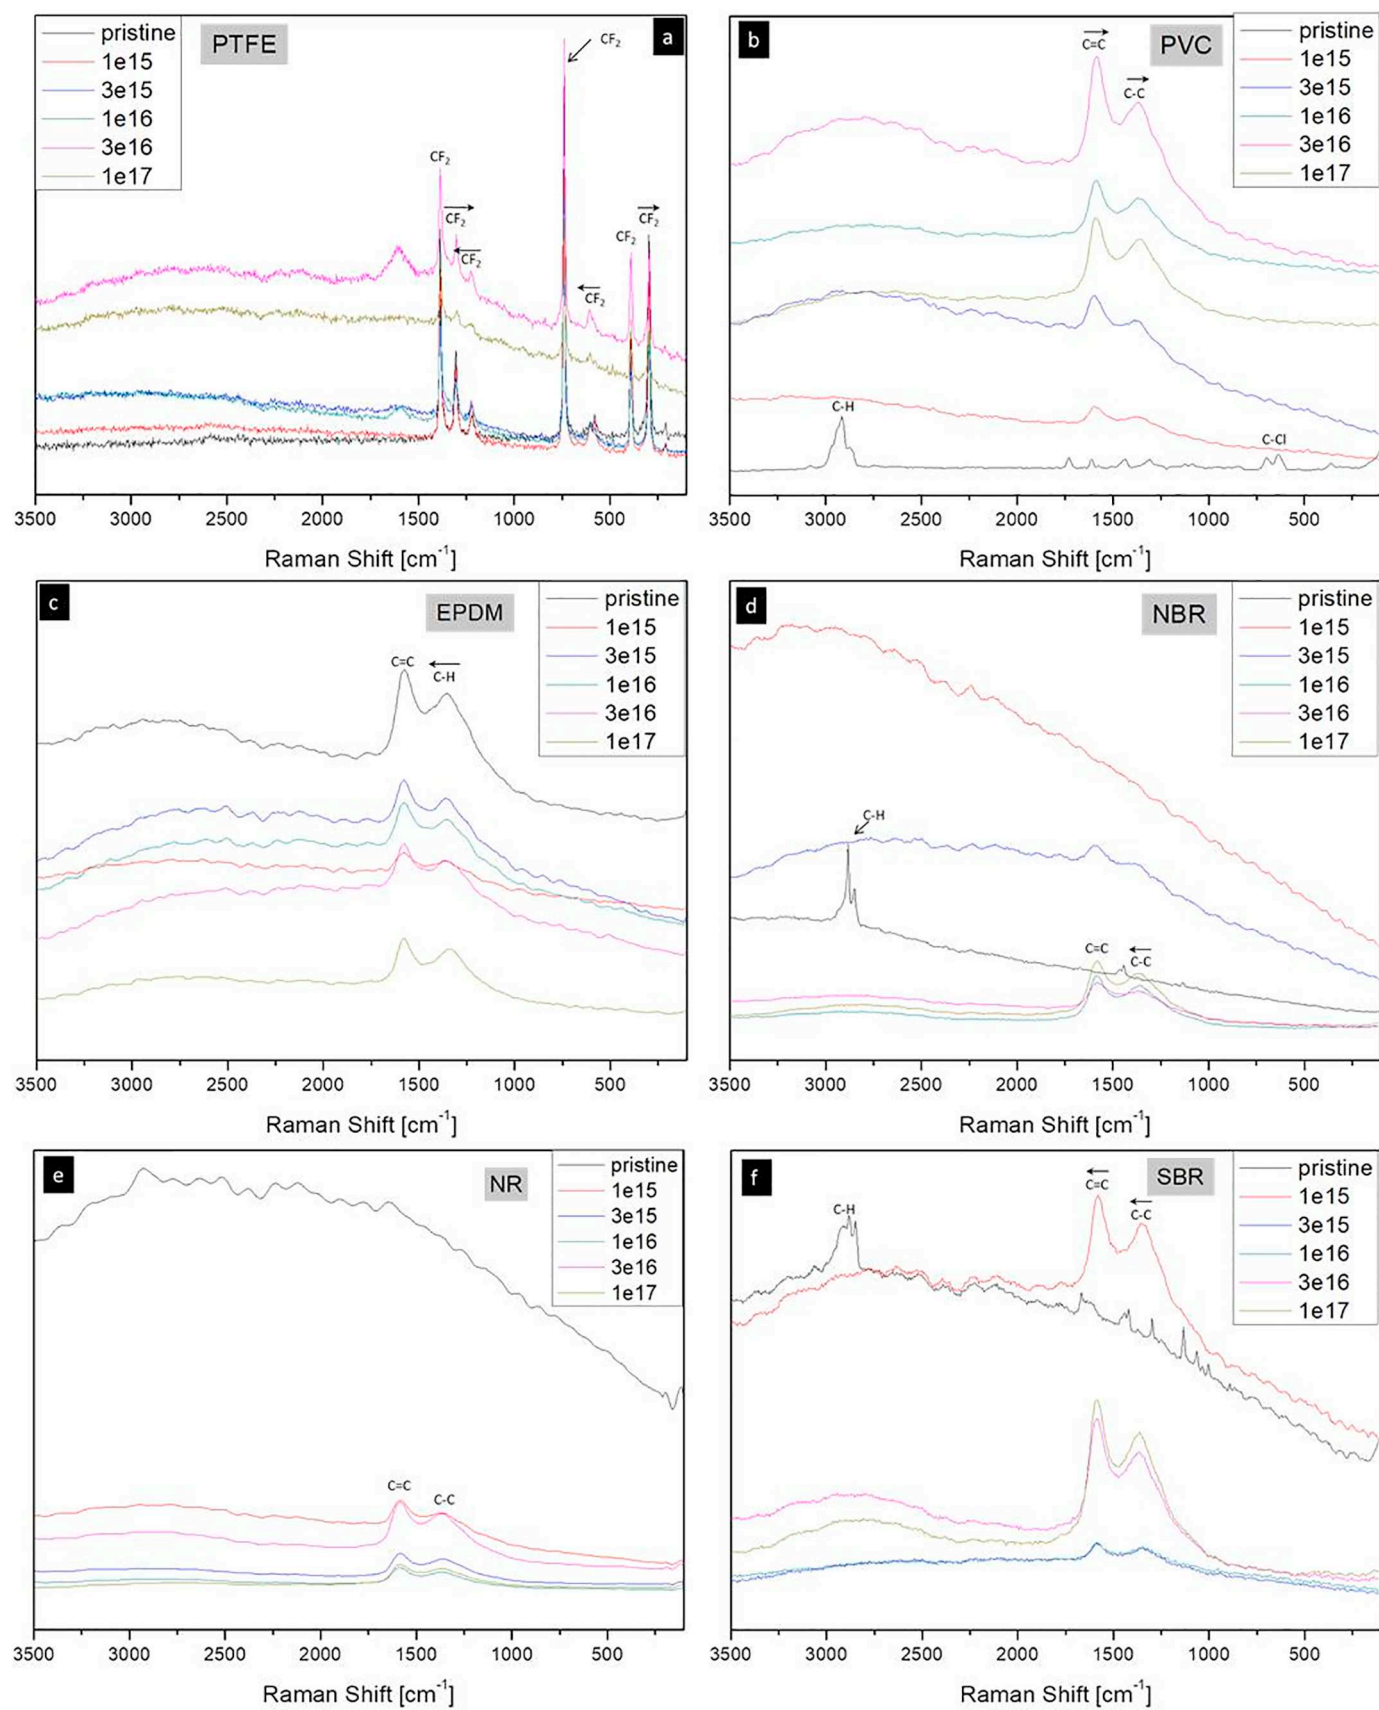 pristine
1e15
3e15
1e16
3e16
1e17
PTFE
a
CF₂
CF₂
CF₂
CF₂
CF₂
CF₂
CF₂
3500 3000 2500 2000 1500 1000 500
Raman Shift [cm⁻¹]
b
PVC
pristine
1e15
3e15
1e16
3e16
1e17
C=C
C-C
C-H
C-Cl
3500 3000 2500 2000 1500 1000 500
Raman Shift [cm⁻¹]
c
EPDM
pristine
1e15
3e15
1e16
3e16
1e17
C=C
C-H
3500 3000 2500 2000 1500 1000 500
Raman Shift [cm⁻¹]
d
NBR
pristine
1e15
3e15
1e16
3e16
1e17
C-H
C=C
C-C
3500 3000 2500 2000 1500 1000 500
Raman Shift [cm⁻¹]
e
NR
pristine
1e15
3e15
1e16
3e16
1e17
C=C
C-C
3500 3000 2500 2000 1500 1000 500
Raman Shift [cm⁻¹]
f
SBR
pristine
1e15
3e15
1e16
3e16
1e17
C=C
C-C
C-H
3500 3000 2500 2000 1500 1000 500
Raman Shift [cm⁻¹]